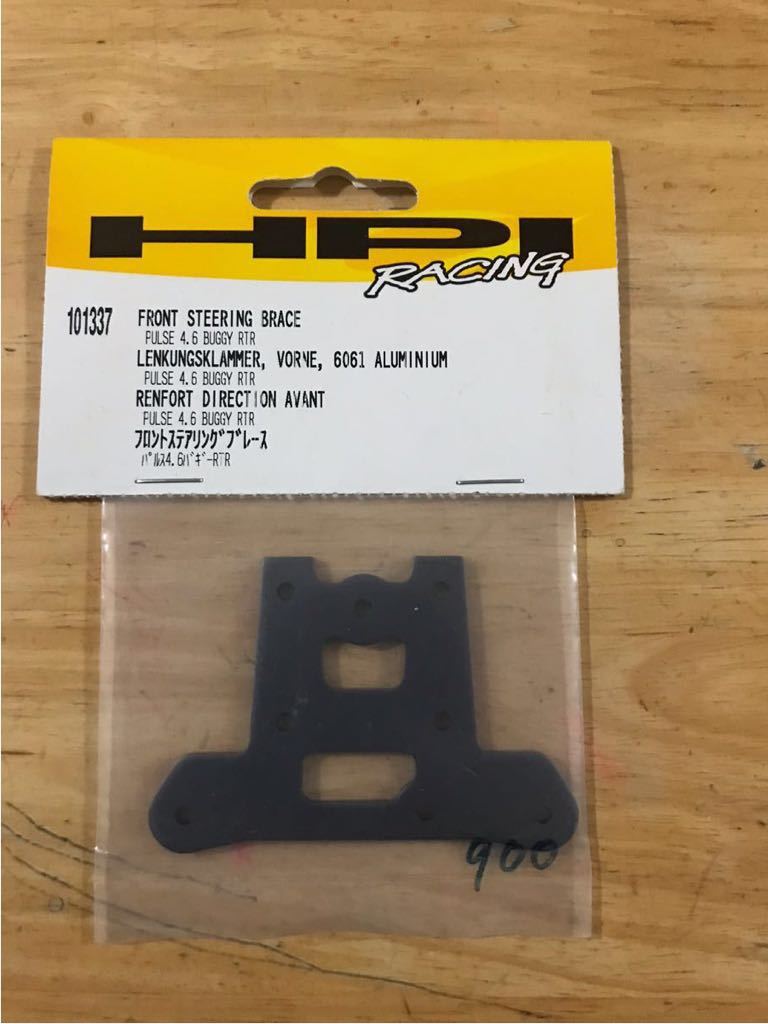 HPI
RACING
101337 FRONT STEERING BRACE
PULSE 4.6 BUGGY RTR
LENKUNGSKLAMMER, VORNE, 6061 ALUMINIUM
PULSE 4.6 BUGGY RTR
RENFORT DIRECTION AVANT
PULSE 4.6 BUGGY RTR
フロントステアリングブレース
パルス4.6バギーRTR
900